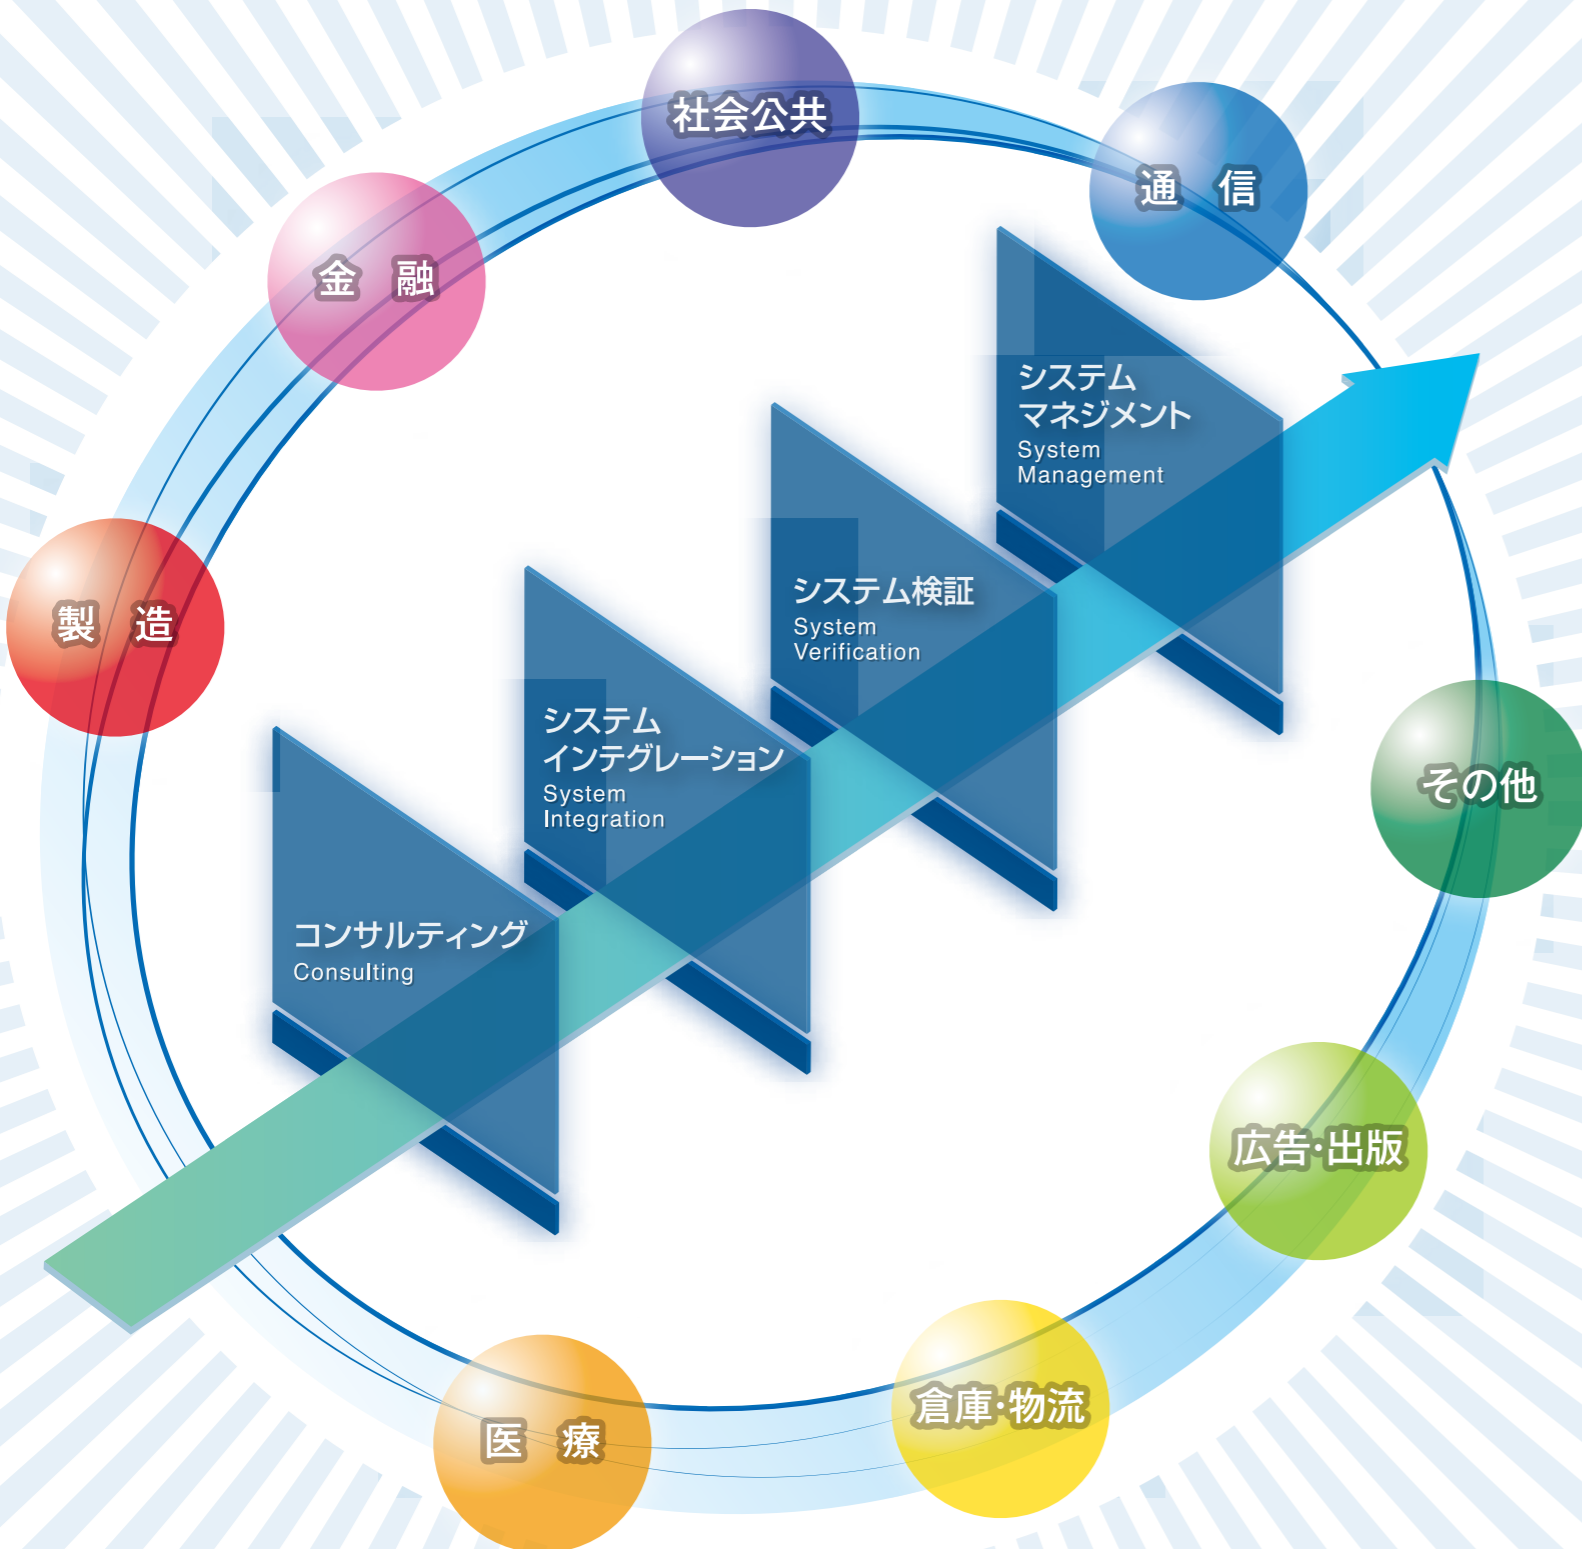 社会公共
通　信
金　融
システム
マネジメント
System
Management
システム検証
System
Verification
製　造
システム
インテグレーション
System
Integration
その他
コンサルティング
Consulting
広告・出版
倉庫・物流
医　療